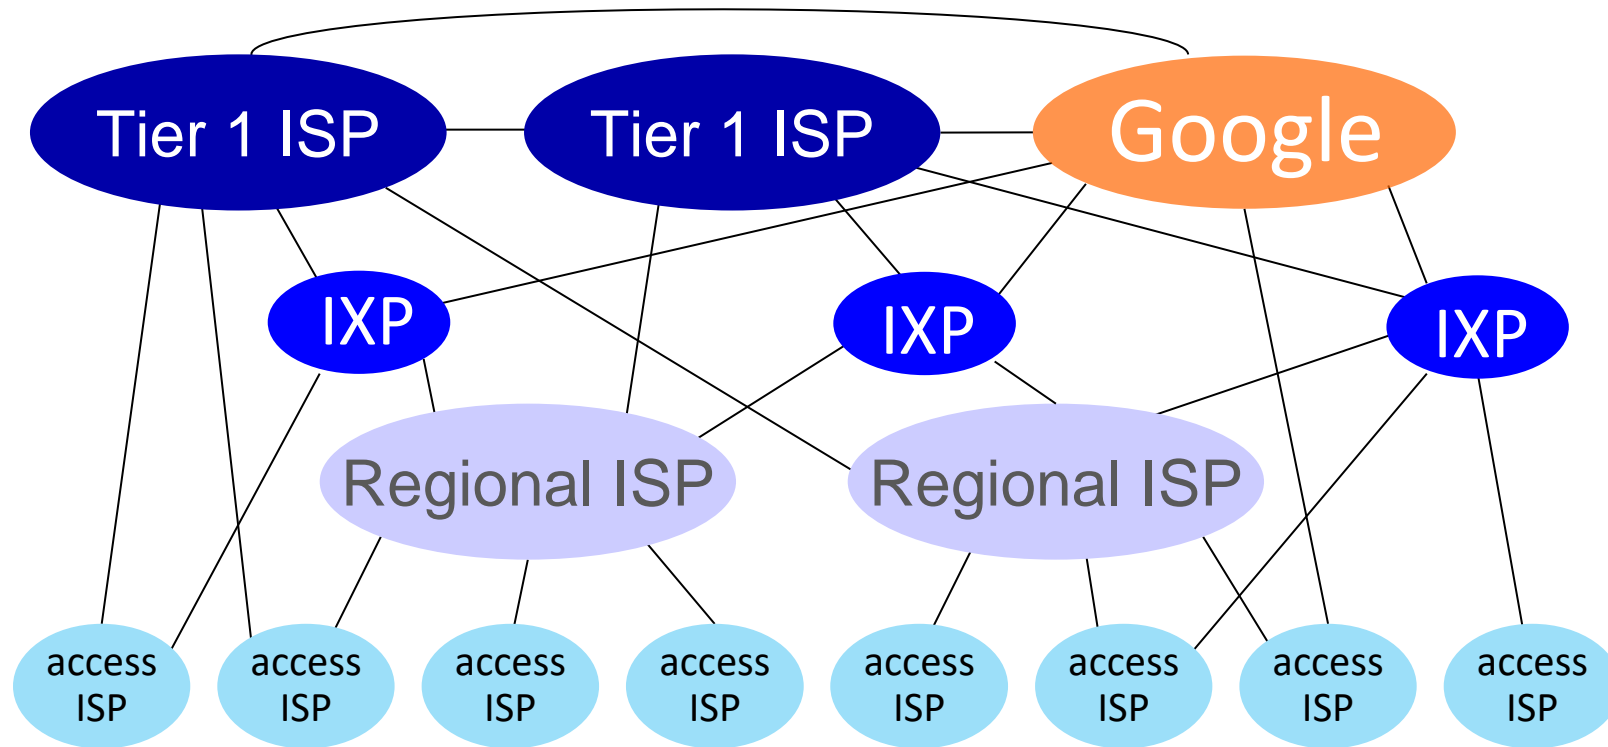 Tier 1 ISP
Tier 1 ISP
Google
IXP
IXP
IXP
Regional ISP
Regional ISP
access
ISP
access
ISP
access
ISP
access
ISP
access
ISP
access
ISP
access
ISP
access
ISP